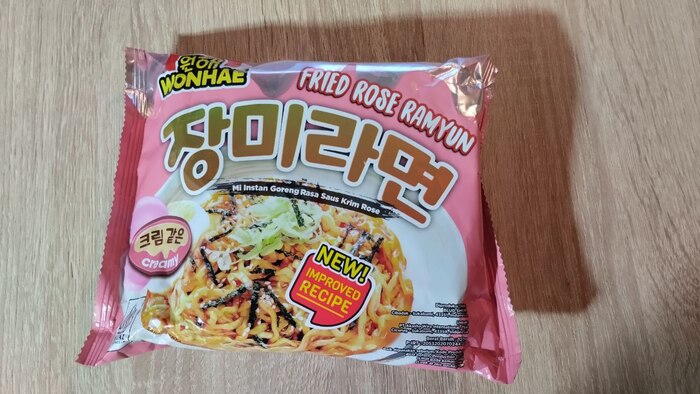 원해
WONHAE
FRIED ROSE RAMYUN
장미라면
Mi Instan Goreng Rasa Saus Krim Rose
크림 같은
creamy
NEW!
IMPROVED
RECIPE